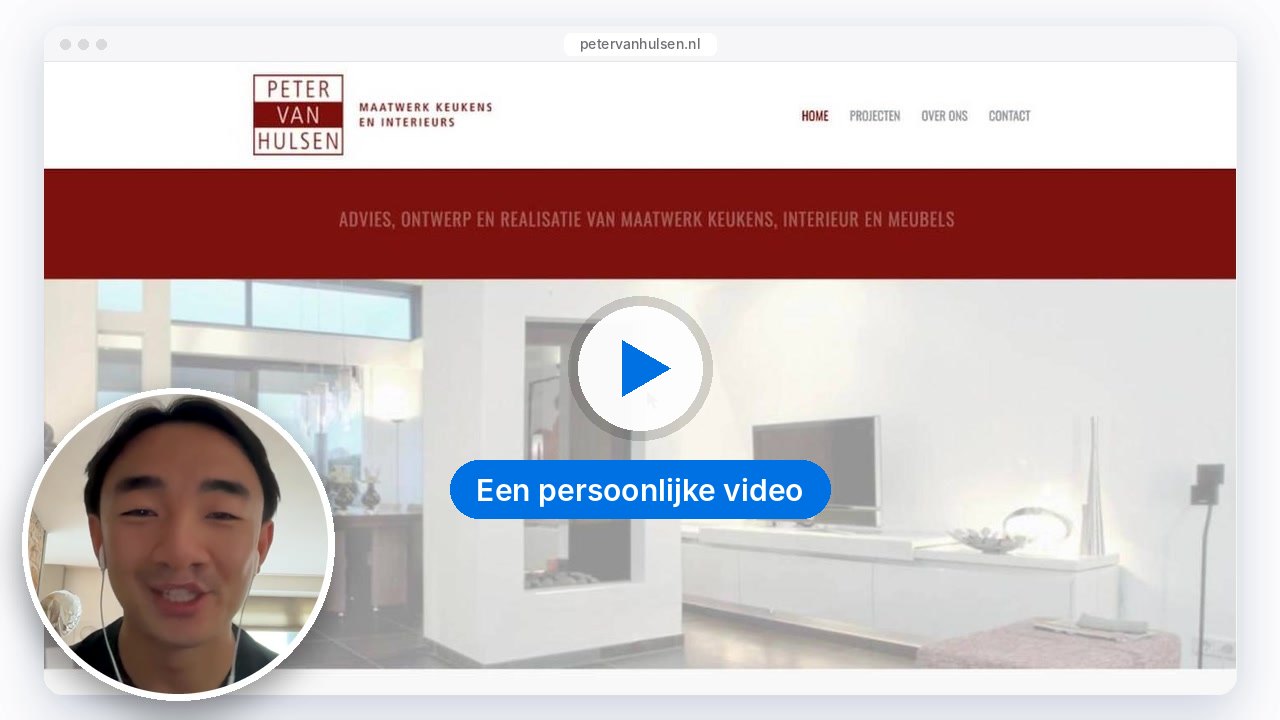 petervanhulsen.nl
PETER
VAN
HULSEN
MAATWERK KEUKENS
EN INTERIEURS
HOME PROJECTEN OVER ONS CONTACT
ADVIES, ONTWERP EN REALISATIE VAN MAATWERK KEUKENS, INTERIEUR EN MEUBELS
Een persoonlijke video